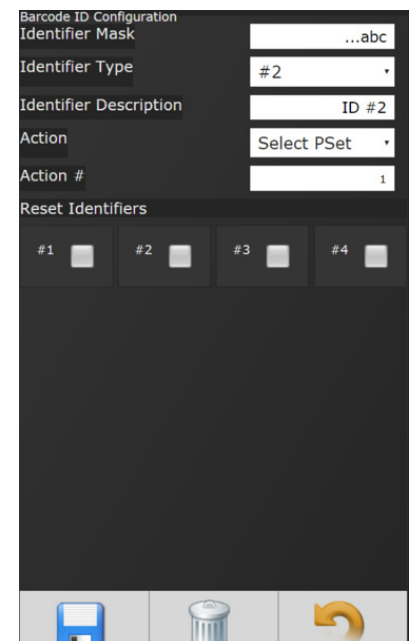 Barcode ID Configuration
Identifier Mask ...abc
Identifier Type #2
Identifier Description ID #2
Action Select PSet
Action # 1
Reset Identifiers
#1 #2 #3 #4